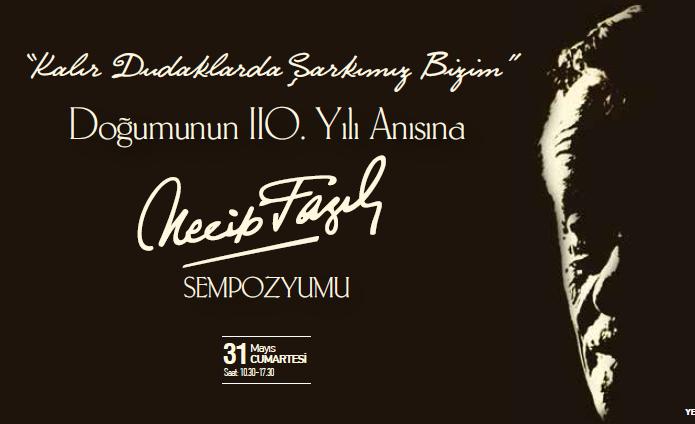 "Kalır Dudaklarda Şarkımız Bizim"
Doğumunun 110. Yılı Anısına
Necip Fazıl
SEMPOZYUMU
31 Mayıs
CUMARTESİ
Saat: 10.30-17.30
YE